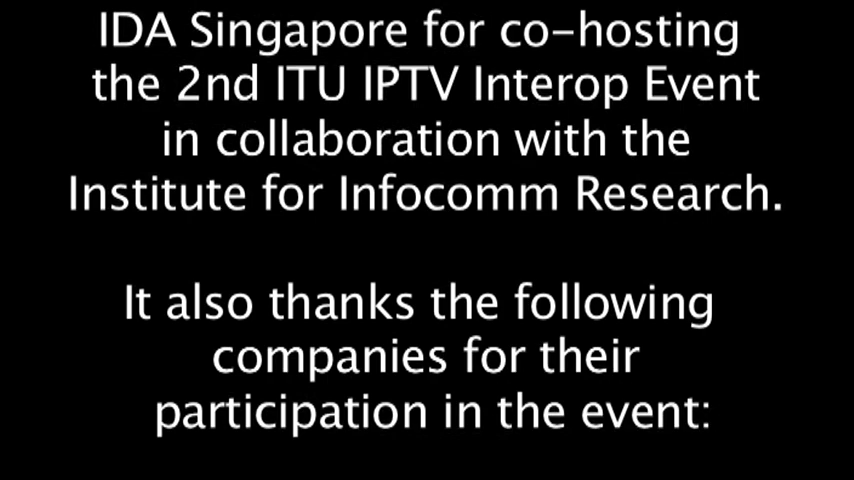 IDA Singapore for co-hosting
the 2nd ITU IPTV Interop Event
in collaboration with the
Institute for Infocomm Research.
It also thanks the following
companies for their
participation in the event: